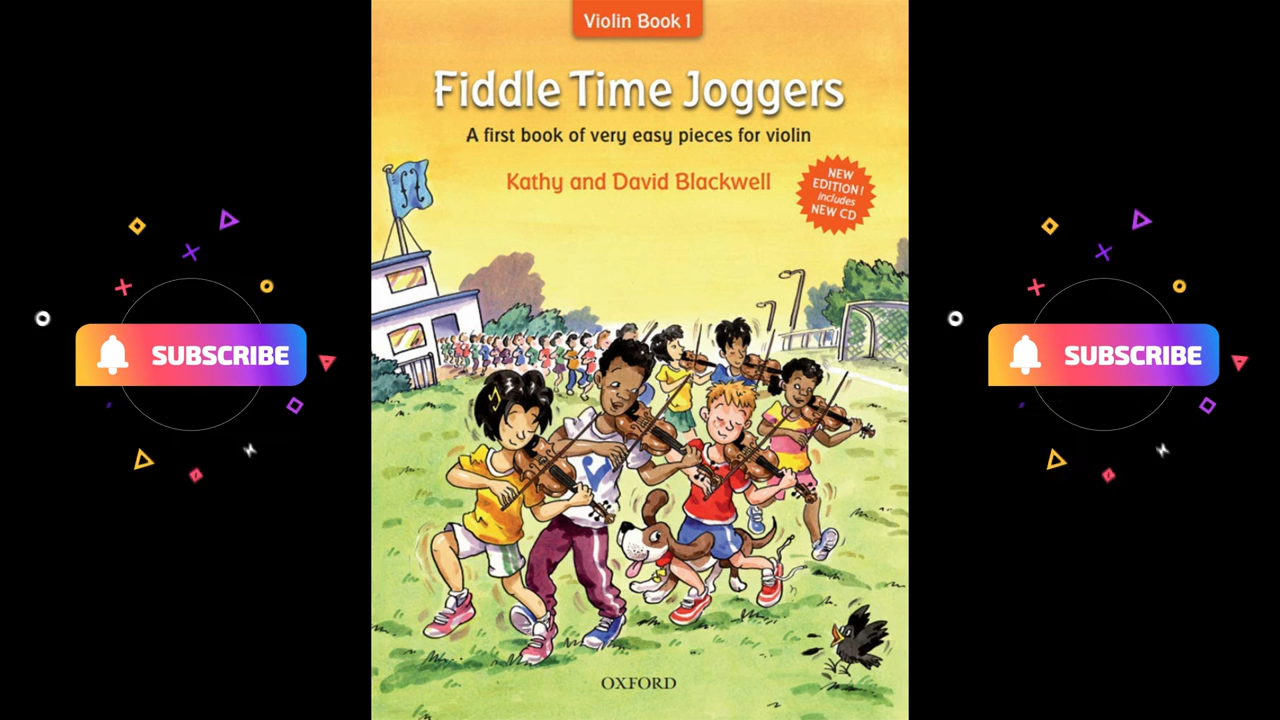 Violin Book 1
Fiddle Time Joggers
A first book of very easy pieces for violin
Kathy and David Blackwell
NEW
EDITION!
includes
NEW CD
SUBSCRIBE
SUBSCRIBE
OXFORD